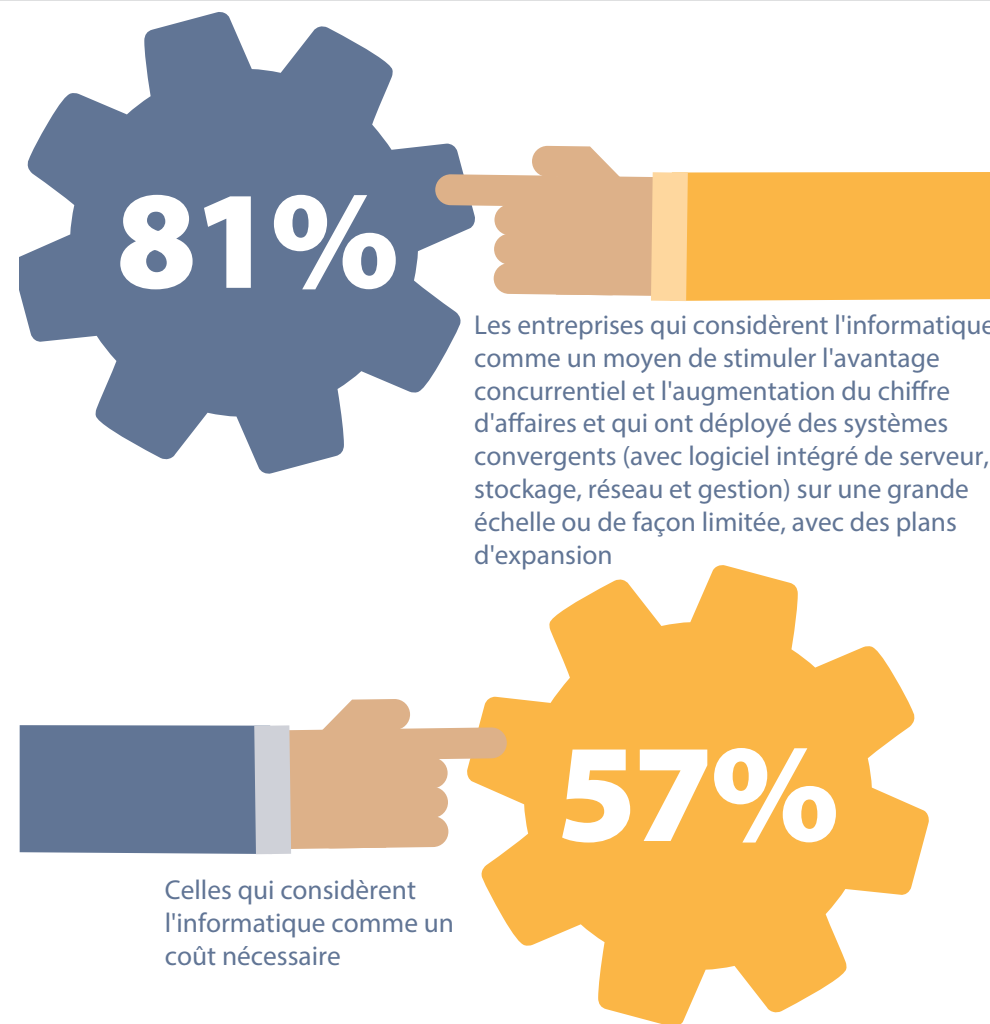 81%
Les entreprises qui considèrent l'informatique
comme un moyen de stimuler l'avantage
concurrentiel et l'augmentation du chiffre
d'affaires et qui ont déployé des systèmes
convergents (avec logiciel intégré de serveur,
stockage, réseau et gestion) sur une grande
échelle ou de façon limitée, avec des plans
d'expansion
57%
Celles qui considèrent
l'informatique comme un
coût nécessaire